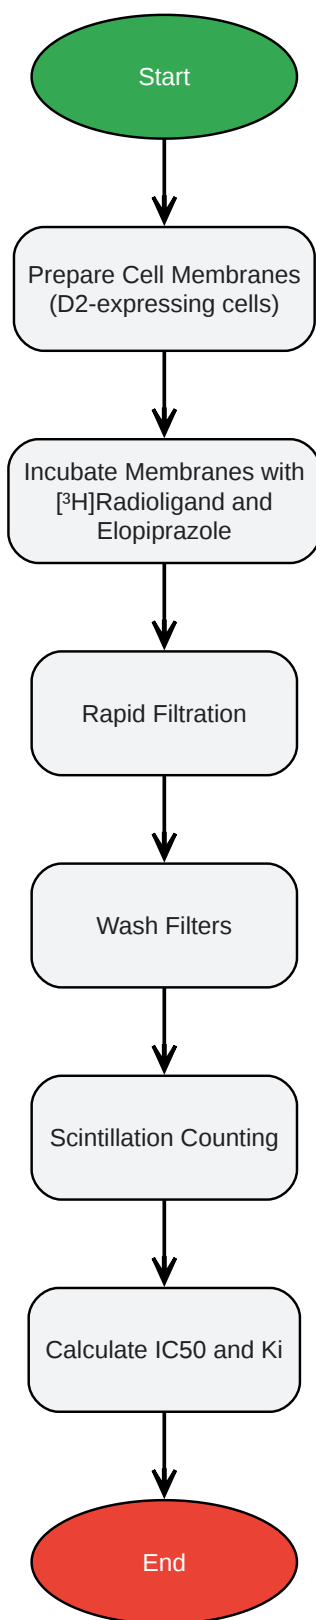 Start
Prepare Cell Membranes
(D2-expressing cells)
Incubate Membranes with
[³H]Radioligand and
Elopiprazole
Rapid Filtration
Wash Filters
Scintillation Counting
Calculate IC50 and Ki
End